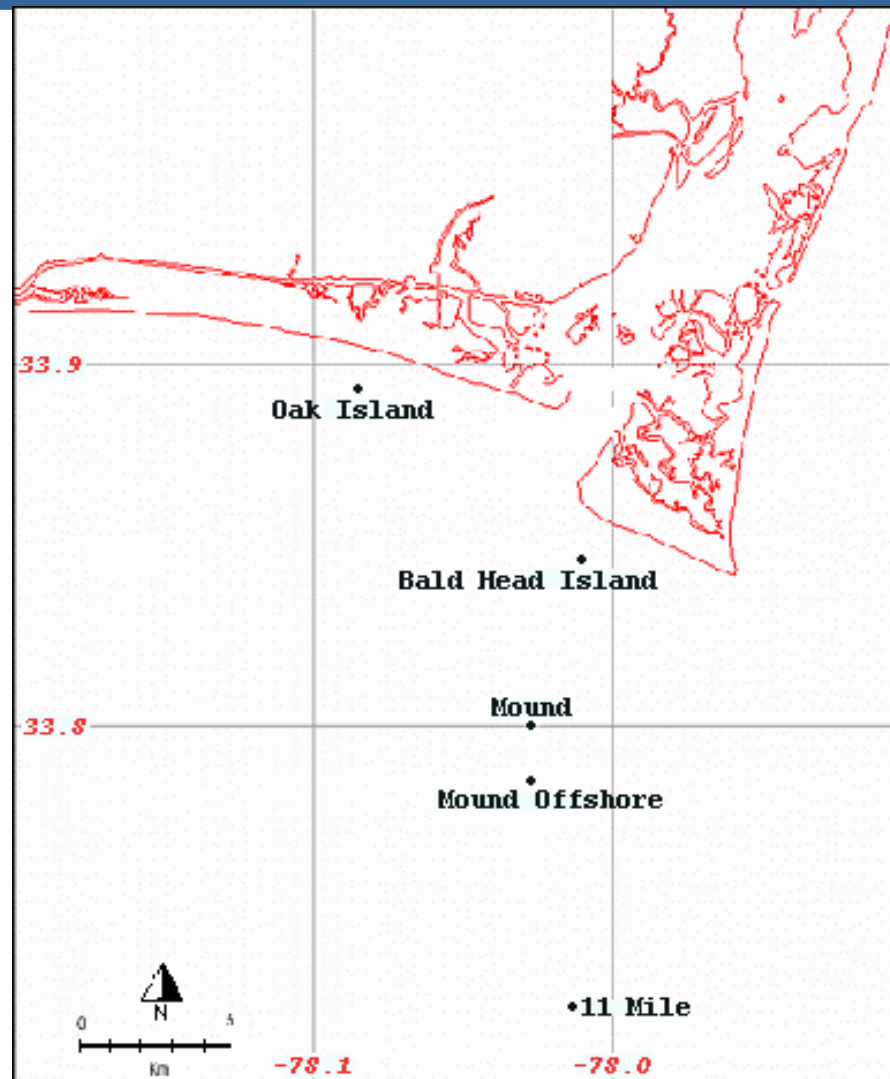 33.9
Oak Island
Bald Head Island
Mound
33.8
Mound Offshore
11 Mile
N
0 5
Km
-78.1 -78.0